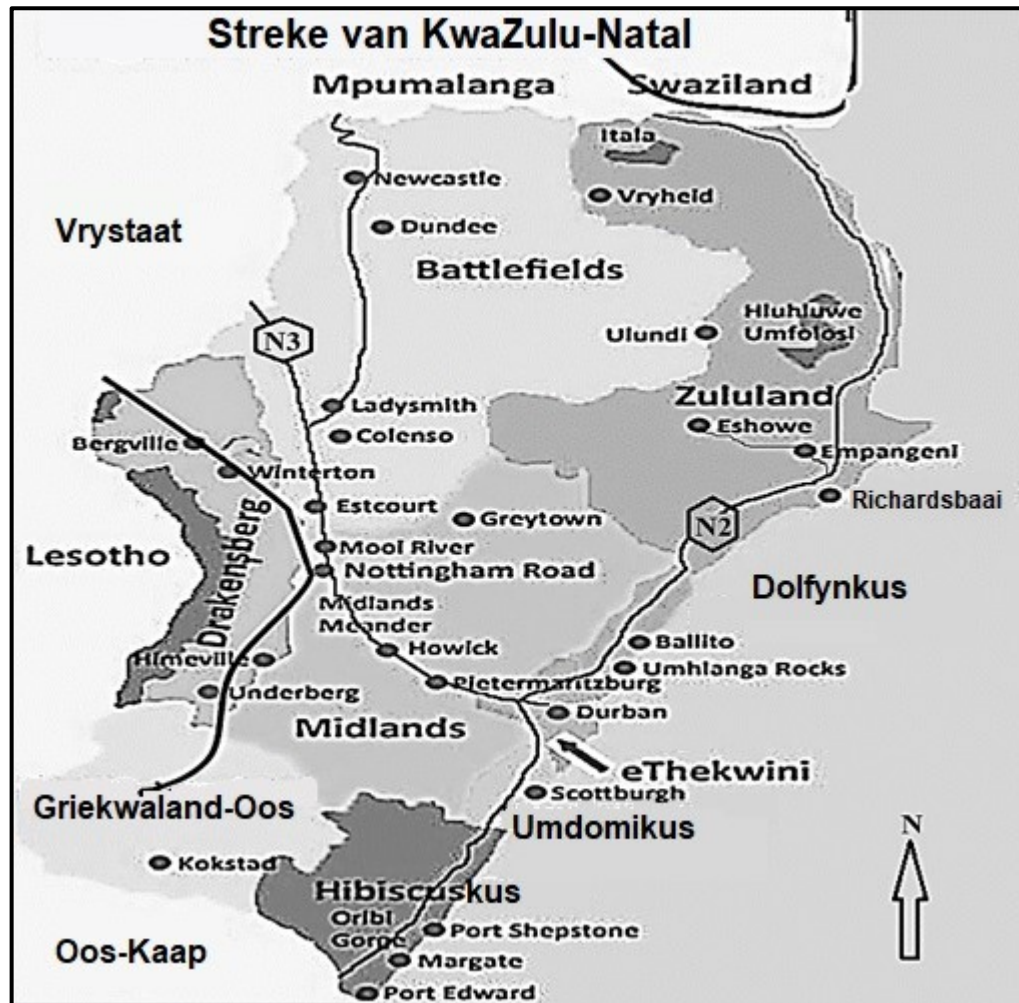 Streke van KwaZulu-Natal
Mpumalanga
Swaziland
Itala
Newcastle
Vryheid
Vrystaat
Dundee
Battlefields
Hluhluwe
Umfolosi
Ulundi
N3
Zululand
Ladysmith
Eshowe
Colenso
Bergville
Empangeni
Winterton
Richardsbaai
Estcourt
Greytown
N2
Lesotho
Drakensberg
Mooi River
Nottingham Road
Dolfynkus
Midlands
Meander
Ballito
Howick
Himeville
Umhlanga Rocks
Pietermaritzburg
Underberg
Durban
Midlands
eThekwini
Scottburgh
Griekwaland-Oos
Umdomikus
N
Kokstad
Hibiscuskus
Oribi
Gorge
Port Shepstone
Oos-Kaap
Margate
Port Edward